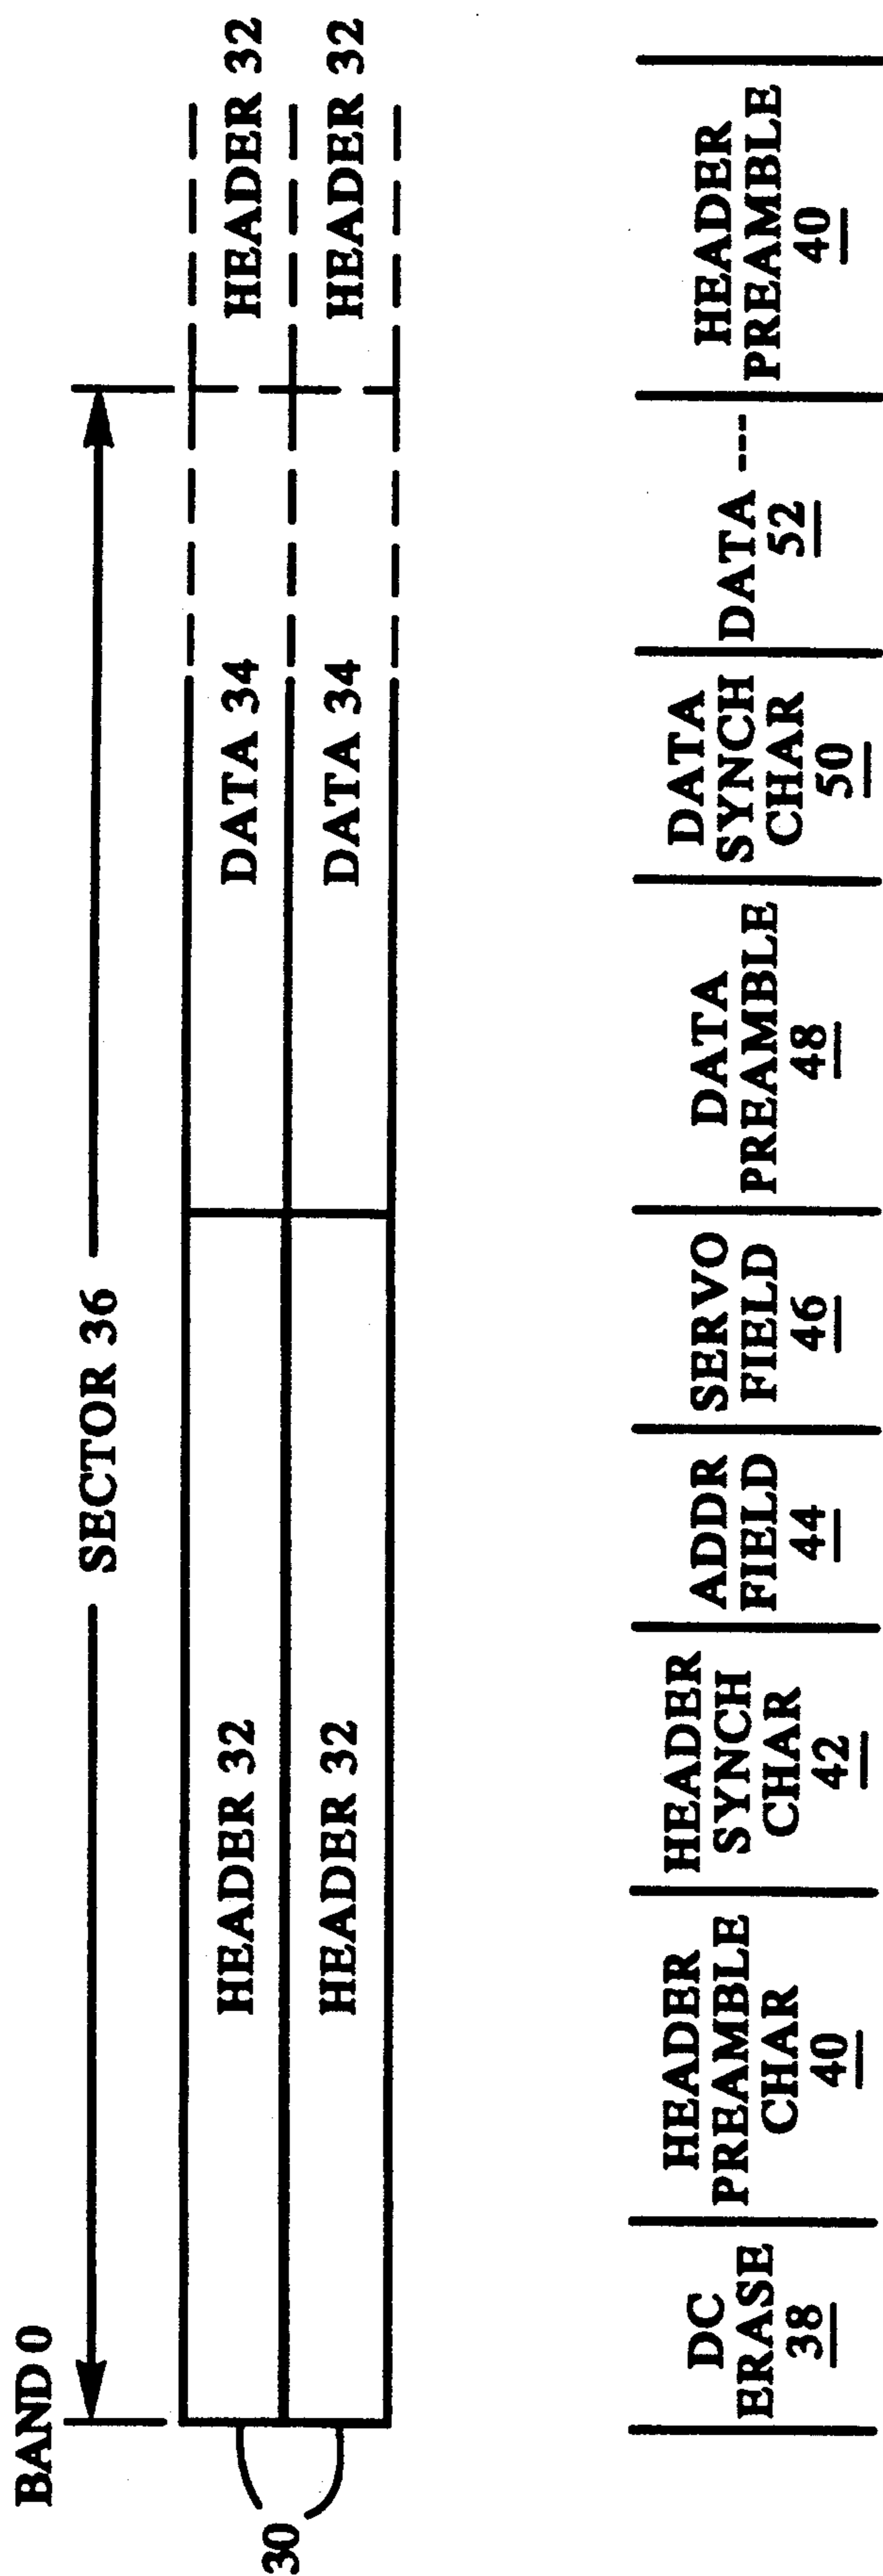 BAND 0
SECTOR 36
HEADER 32
DATA 34
HEADER 32
HEADER 32
DATA 34
HEADER 32
30
DC
ERASE
38
HEADER
PREAMBLE
CHAR
40
HEADER
SYNCH
CHAR
42
ADDR
FIELD
44
SERVO
FIELD
46
DATA
PREAMBLE
48
DATA
SYNCH
CHAR
50
DATA ---
52
HEADER
PREAMBLE
40